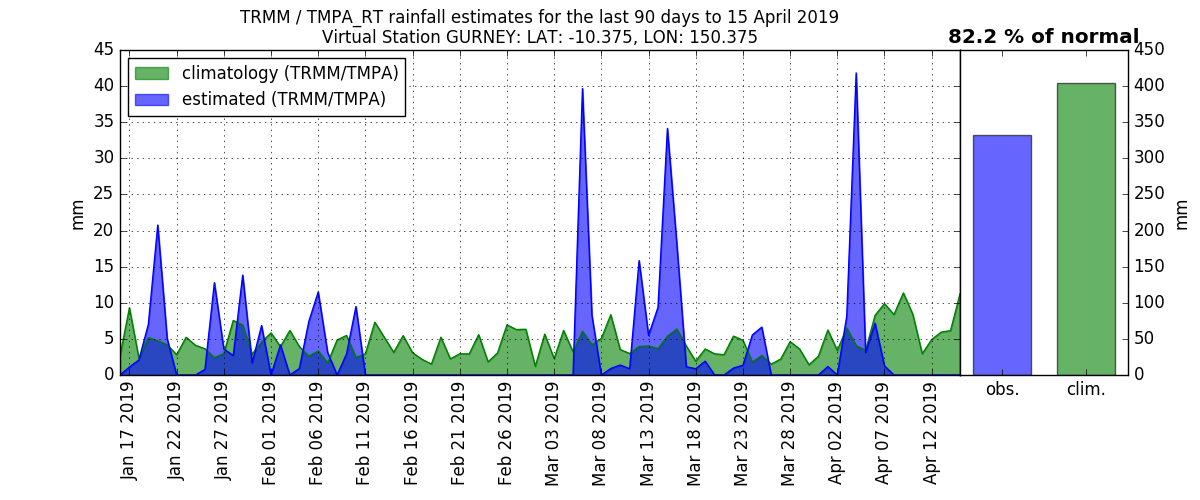 TRMM / TMPA_RT rainfall estimates for the last 90 days to 15 April 2019
Virtual Station GURNEY: LAT: -10.375, LON: 150.375
82.2 % of normal
climatology (TRMM/TMPA)
estimated (TRMM/TMPA)
mm
45
40
35
30
25
20
15
10
5
0
Jan 17 2019
Jan 22 2019
Jan 27 2019
Feb 01 2019
Feb 06 2019
Feb 11 2019
Feb 16 2019
Feb 21 2019
Feb 26 2019
Mar 03 2019
Mar 08 2019
Mar 13 2019
Mar 18 2019
Mar 23 2019
Mar 28 2019
Apr 02 2019
Apr 07 2019
Apr 12 2019
obs.
clim.
450
400
350
300
250
200
150
100
50
0
mm